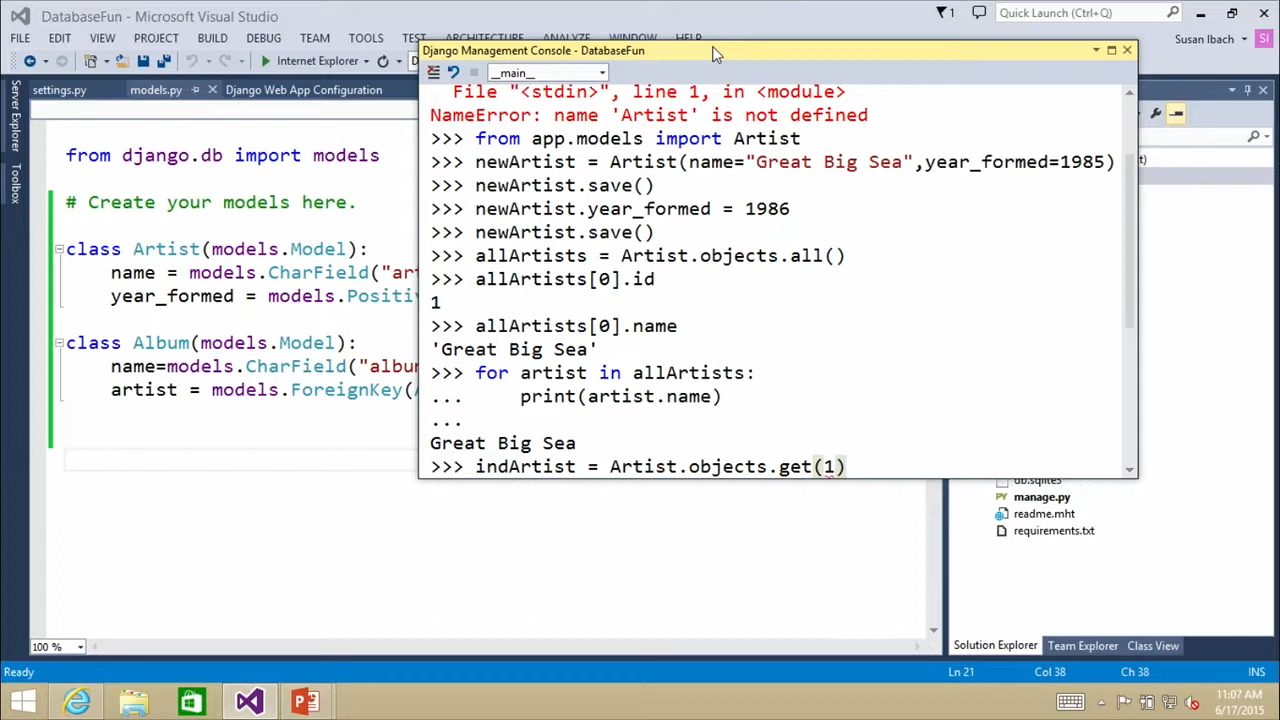 DatabaseFun - Microsoft Visual Studio
1
Quick Launch (Ctrl+Q)
FILE EDIT VIEW PROJECT BUILD DEBUG TEAM TOOLS TEST ARCHITECTURE ANALYZE WINDOW HELP
Susan Ibach SI
Internet Explorer
Django Management Console - DatabaseFun
__main__
settings.py models.py Django Web App Configuration
Server Explorer
Toolbox
from django.db import models
# Create your models here.
class Artist(models.Model):
name = models.CharField("ar
year_formed = models.Positiv
class Album(models.Model):
name=models.CharField("album
artist = models.ForeignKey(
File "<stdin>", line 1, in <module>
NameError: name 'Artist' is not defined
>>> from app.models import Artist
>>> newArtist = Artist(name="Great Big Sea",year_formed=1985)
>>> newArtist.save()
>>> newArtist.year_formed = 1986
>>> newArtist.save()
>>> allArtists = Artist.objects.all()
>>> allArtists[0].id
1
>>> allArtists[0].name
'Great Big Sea'
>>> for artist in allArtists:
... print(artist.name)
...
Great Big Sea
>>> indArtist = Artist.objects.get(1)
t)
db.sqlite3
manage.py
readme.mht
requirements.txt
100 %
Solution Explorer Team Explorer Class View
Ready
Ln 21 Col 38 Ch 38 INS
11:07 AM
6/17/2015